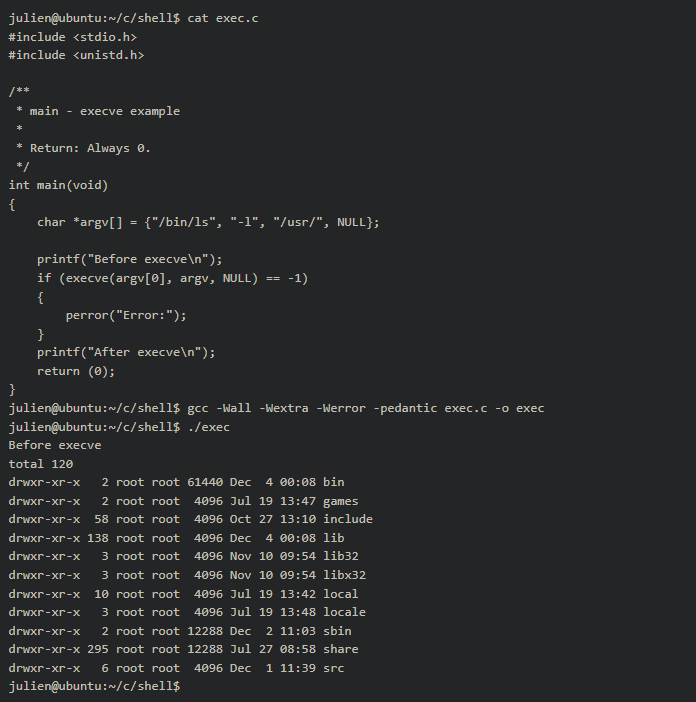 julien@ubuntu:~/c/shell$ cat exec.c
#include <stdio.h>
#include <unistd.h>

/**
 * main - execve example
 *
 * Return: Always 0.
 */
int main(void)
{
    char *argv[] = {"/bin/ls", "-l", "/usr/", NULL};

    printf("Before execve\n");
    if (execve(argv[0], argv, NULL) == -1)
    {
        perror("Error:");
    }
    printf("After execve\n");
    return (0);
}
julien@ubuntu:~/c/shell$ gcc -Wall -Wextra -Werror -pedantic exec.c -o exec
julien@ubuntu:~/c/shell$ ./exec
Before execve
total 120
drwxr-xr-x   2 root root 61440 Dec  4 00:08 bin
drwxr-xr-x   2 root root  4096 Jul 19 13:47 games
drwxr-xr-x  58 root root  4096 Oct 27 13:10 include
drwxr-xr-x 138 root root  4096 Dec  4 00:08 lib
drwxr-xr-x   3 root root  4096 Nov 10 09:54 lib32
drwxr-xr-x   3 root root  4096 Nov 10 09:54 libx32
drwxr-xr-x  10 root root  4096 Jul 19 13:42 local
drwxr-xr-x   3 root root  4096 Jul 19 13:48 locale
drwxr-xr-x   2 root root 12288 Dec  2 11:03 sbin
drwxr-xr-x 295 root root 12288 Jul 27 08:58 share
drwxr-xr-x   6 root root  4096 Dec  1 11:39 src
julien@ubuntu:~/c/shell$